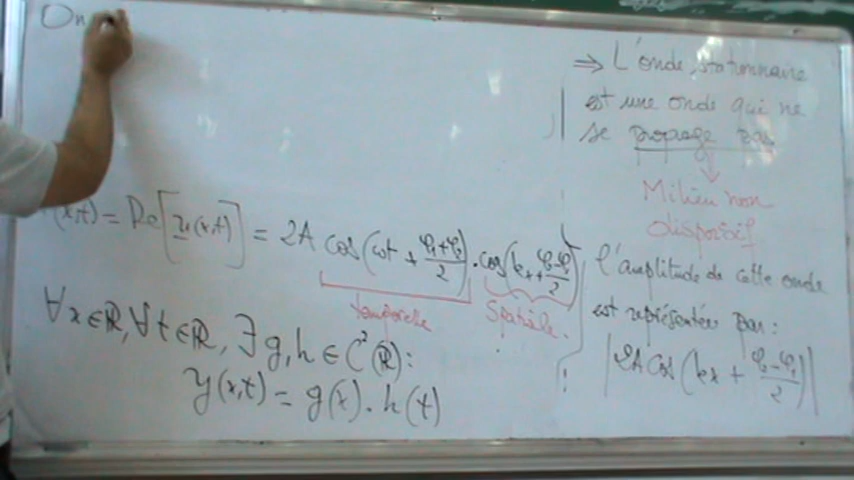 On
(x,t) = Re[u(x,t)] = 2A cos(ωt + (φ₁+φ₂)/2) . cos(kx + (φ₂-φ₁)/2)
temporelle Spatiale.
∀x∈ℝ, ∀t∈ℝ, ∃ g,h ∈ C²(ℝ):
y(x,t) = g(x) . h(t)
⇒ L'onde stationnaire
est une onde qui ne
se propage pas
Milieu non
dispersif
l'amplitude de cette onde
est représentée par:
|2A cos(kx + (φ₂-φ₁)/2)|